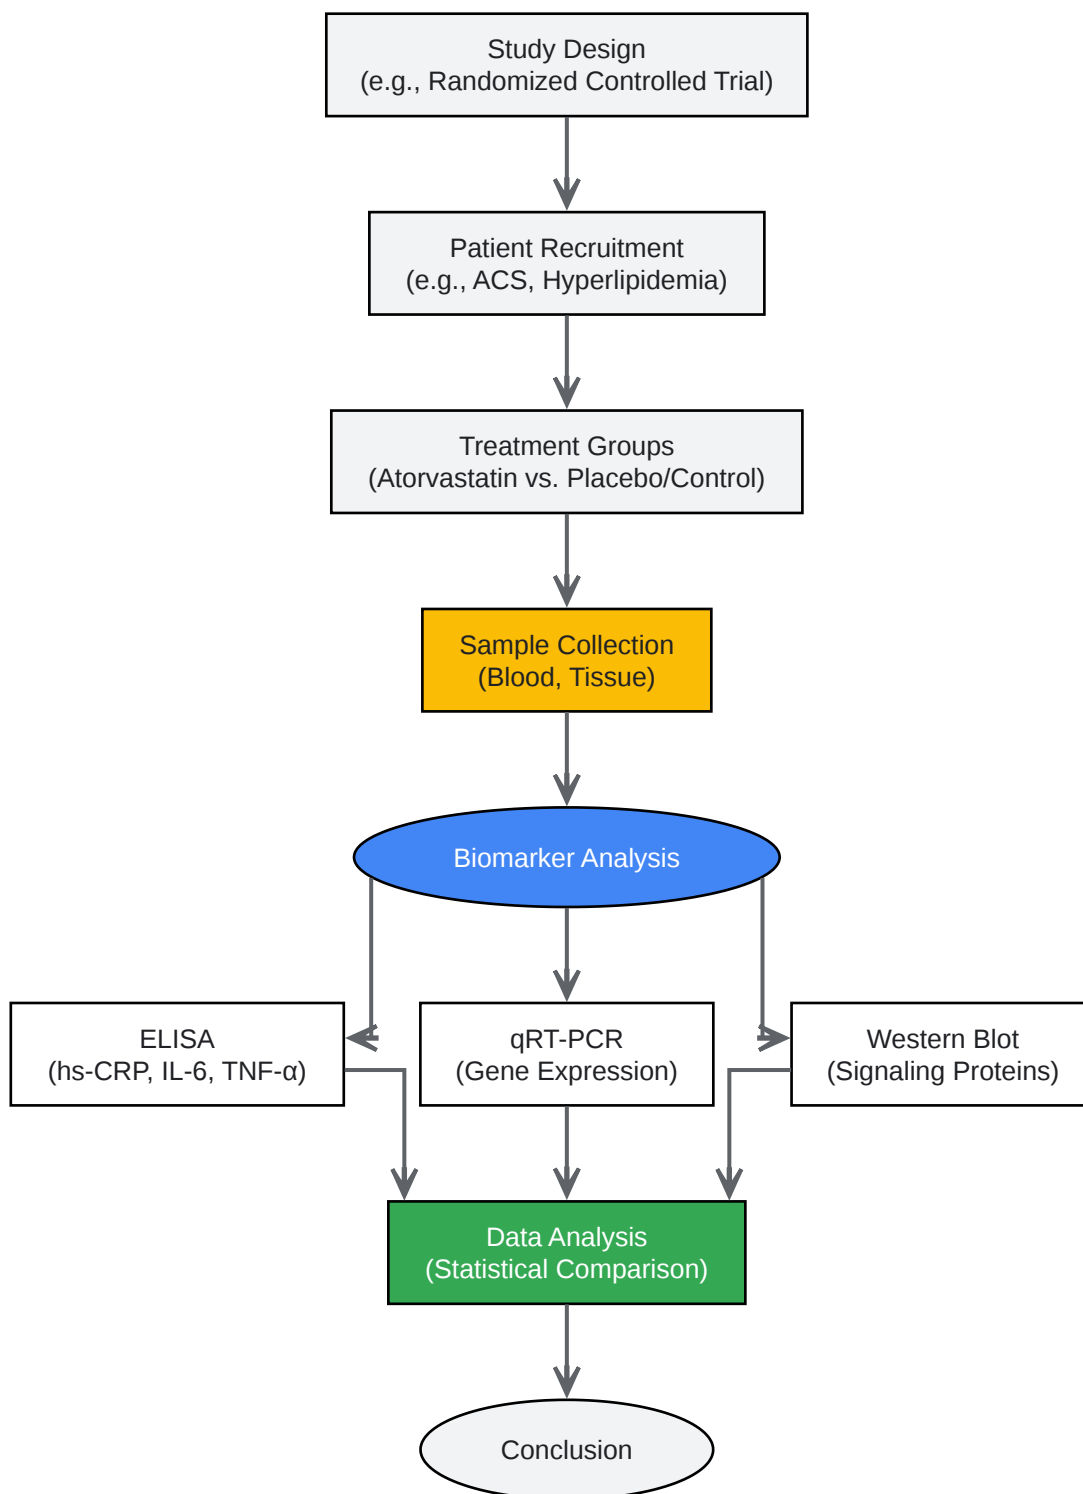 Study Design
(e.g., Randomized Controlled Trial)
Patient Recruitment
(e.g., ACS, Hyperlipidemia)
Treatment Groups
(Atorvastatin vs. Placebo/Control)
Sample Collection
(Blood, Tissue)
Biomarker Analysis
ELISA
(hs-CRP, IL-6, TNF-α)
qRT-PCR
(Gene Expression)
Western Blot
(Signaling Proteins)
Data Analysis
(Statistical Comparison)
Conclusion